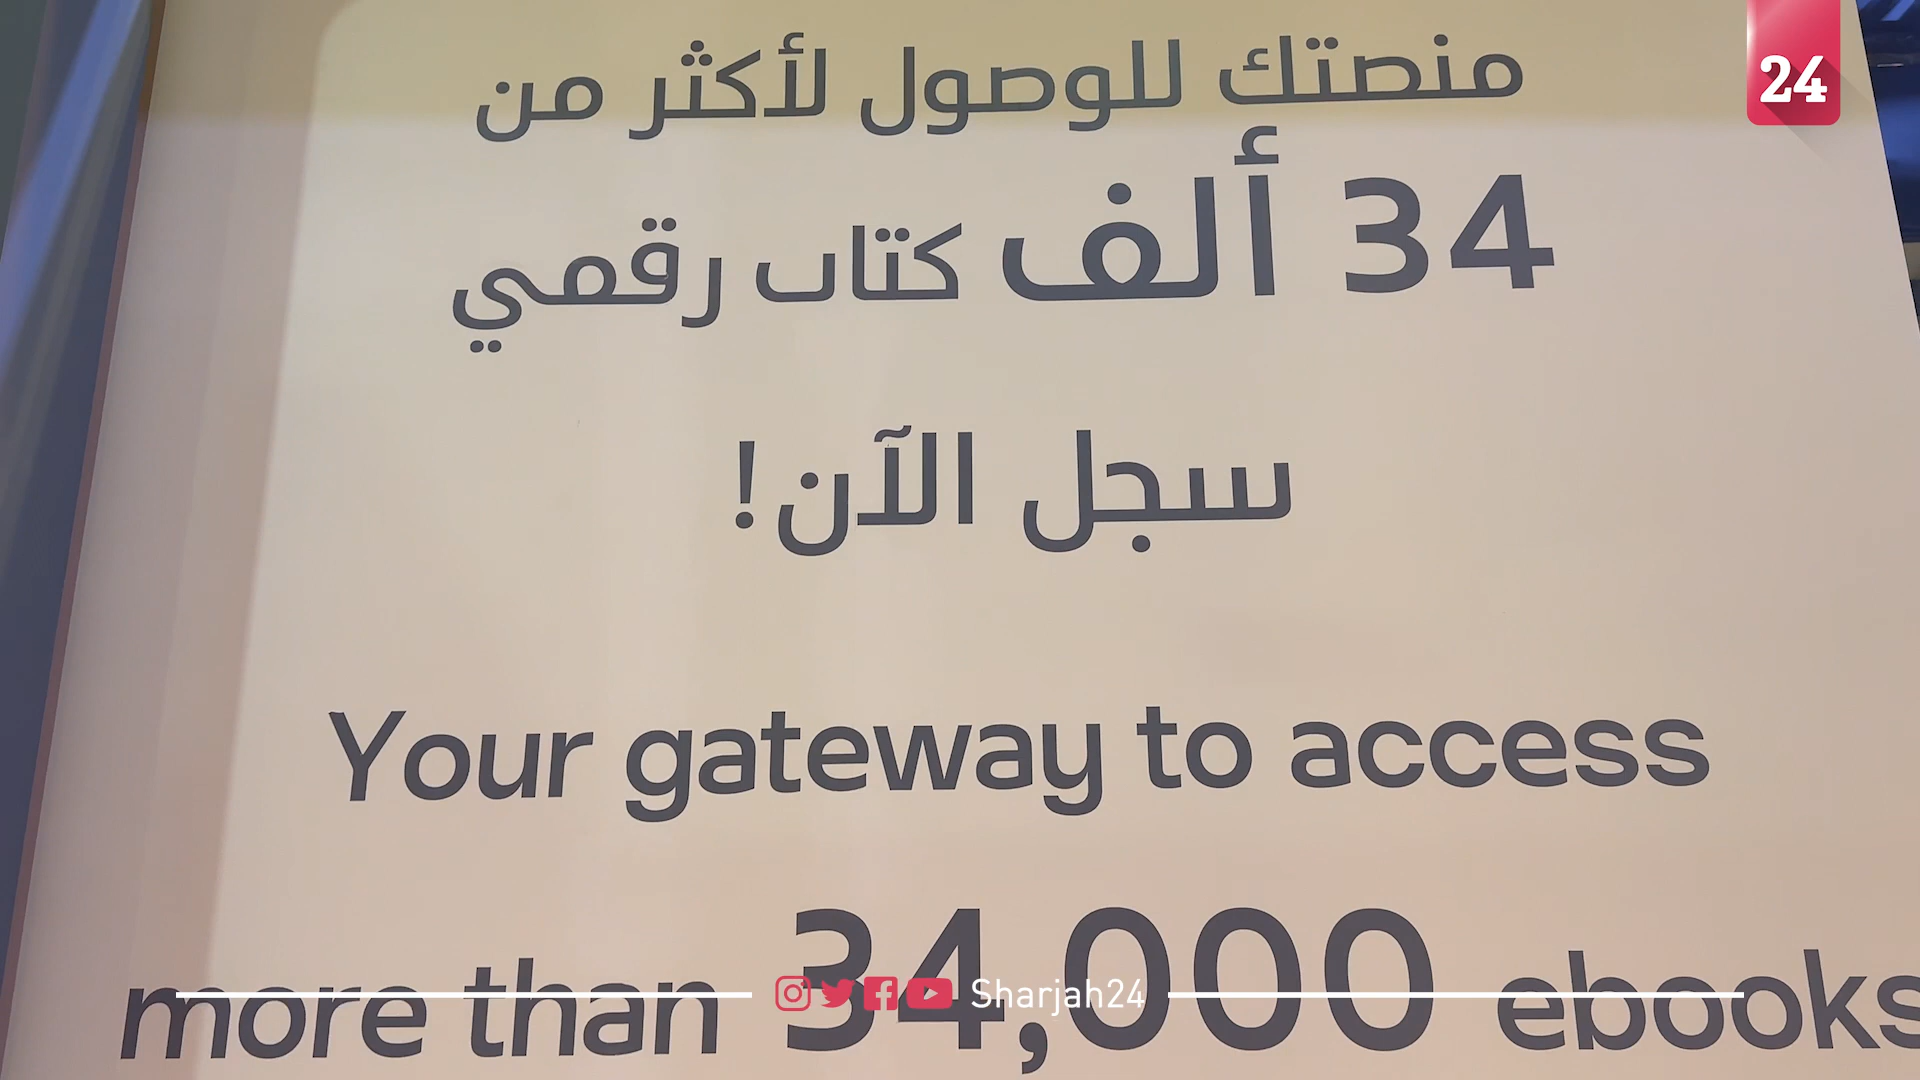 24
منصتك للوصول لأكثر من
34 ألف كتاب رقمي
سجل الآن!
Your gateway to access
more than 34,000 ebooks
Sharjah24